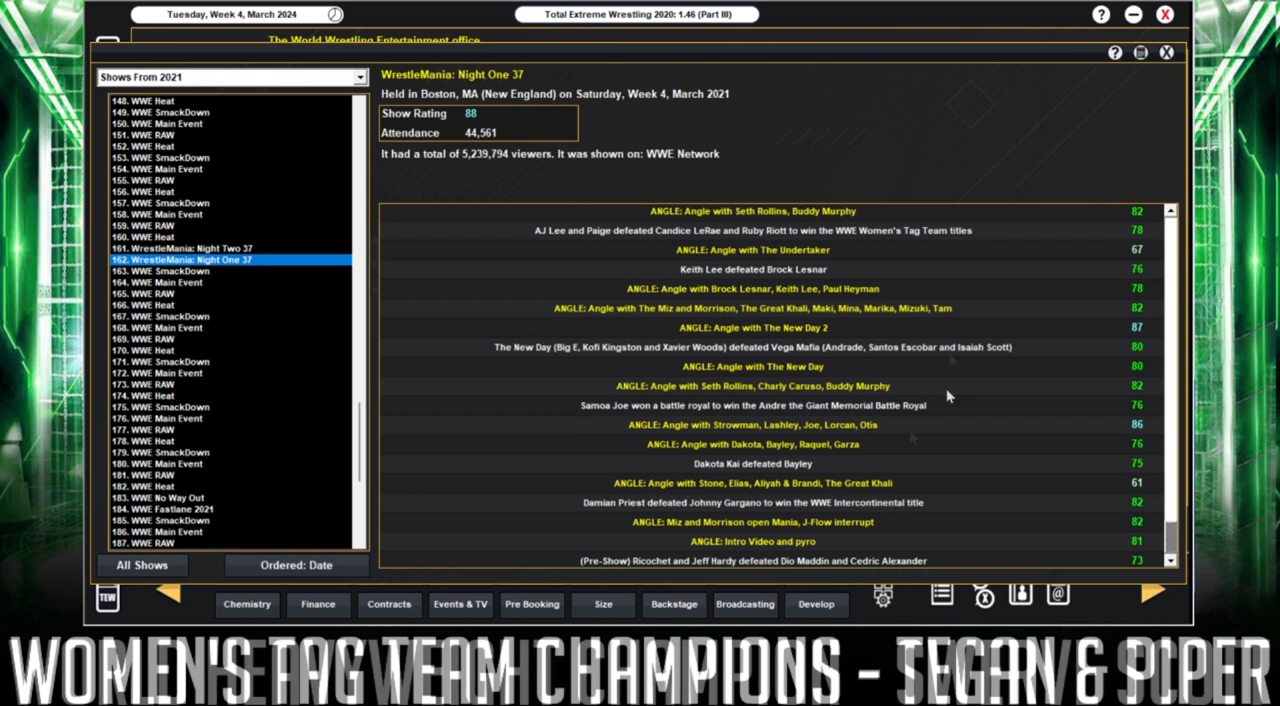 Tuesday, Week 4, March 2024
Total Extreme Wrestling 2020: 1.46 (Part III)
?
X
The World Wrestling Entertainment office
?
X
Shows From 2021
148. WWE Heat
149. WWE SmackDown
150. WWE Main Event
151. WWE RAW
152. WWE Heat
153. WWE SmackDown
154. WWE Main Event
155. WWE RAW
156. WWE Heat
157. WWE SmackDown
158. WWE Main Event
159. WWE RAW
160. WWE Heat
161. WrestleMania: Night Two 37
162. WrestleMania: Night One 37
163. WWE SmackDown
164. WWE Main Event
165. WWE RAW
166. WWE Heat
167. WWE SmackDown
168. WWE Main Event
169. WWE RAW
170. WWE Heat
171. WWE SmackDown
172. WWE Main Event
173. WWE RAW
174. WWE Heat
175. WWE SmackDown
176. WWE Main Event
177. WWE RAW
178. WWE Heat
179. WWE SmackDown
180. WWE Main Event
181. WWE RAW
182. WWE Heat
183. WWE No Way Out
184. WWE Fastlane 2021
185. WWE SmackDown
186. WWE Main Event
187. WWE RAW
All Shows
Ordered: Date
WrestleMania: Night One 37
Held in Boston, MA (New England) on Saturday, Week 4, March 2021
Show Rating 88
Attendance 44,561
It had a total of 5,239,794 viewers. It was shown on: WWE Network
ANGLE: Angle with Seth Rollins, Buddy Murphy 82
AJ Lee and Paige defeated Candice LeRae and Ruby Riott to win the WWE Women's Tag Team titles 78
ANGLE: Angle with The Undertaker 67
Keith Lee defeated Brock Lesnar 76
ANGLE: Angle with Brock Lesnar, Keith Lee, Paul Heyman 78
ANGLE: Angle with The Miz and Morrison, The Great Khali, Maki, Mina, Marika, Mizuki, Tam 82
ANGLE: Angle with The New Day 2 87
The New Day (Big E, Kofi Kingston and Xavier Woods) defeated Vega Mafia (Andrade, Santos Escobar and Isaiah Scott) 80
ANGLE: Angle with The New Day 80
ANGLE: Angle with Seth Rollins, Charly Caruso, Buddy Murphy 82
Samoa Joe won a battle royal to win the Andre the Giant Memorial Battle Royal 76
ANGLE: Angle with Strowman, Lashley, Joe, Lorcan, Otis 86
ANGLE: Angle with Dakota, Bayley, Raquel, Garza 76
Dakota Kai defeated Bayley 75
ANGLE: Angle with Stone, Elias, Aliyah & Brandi, The Great Khali 61
Damian Priest defeated Johnny Gargano to win the WWE Intercontinental title 82
ANGLE: Miz and Morrison open Mania, J-Flow interrupt 82
ANGLE: Intro Video and pyro 81
(Pre-Show) Ricochet and Jeff Hardy defeated Dio Maddin and Cedric Alexander 73
TEW
Chemistry
Finance
Contracts
Events & TV
Pre Booking
Size
Backstage
Broadcasting
Develop
@
WOMEN'S TAG TEAM CHAMPIONS - TEGAN & PIPER